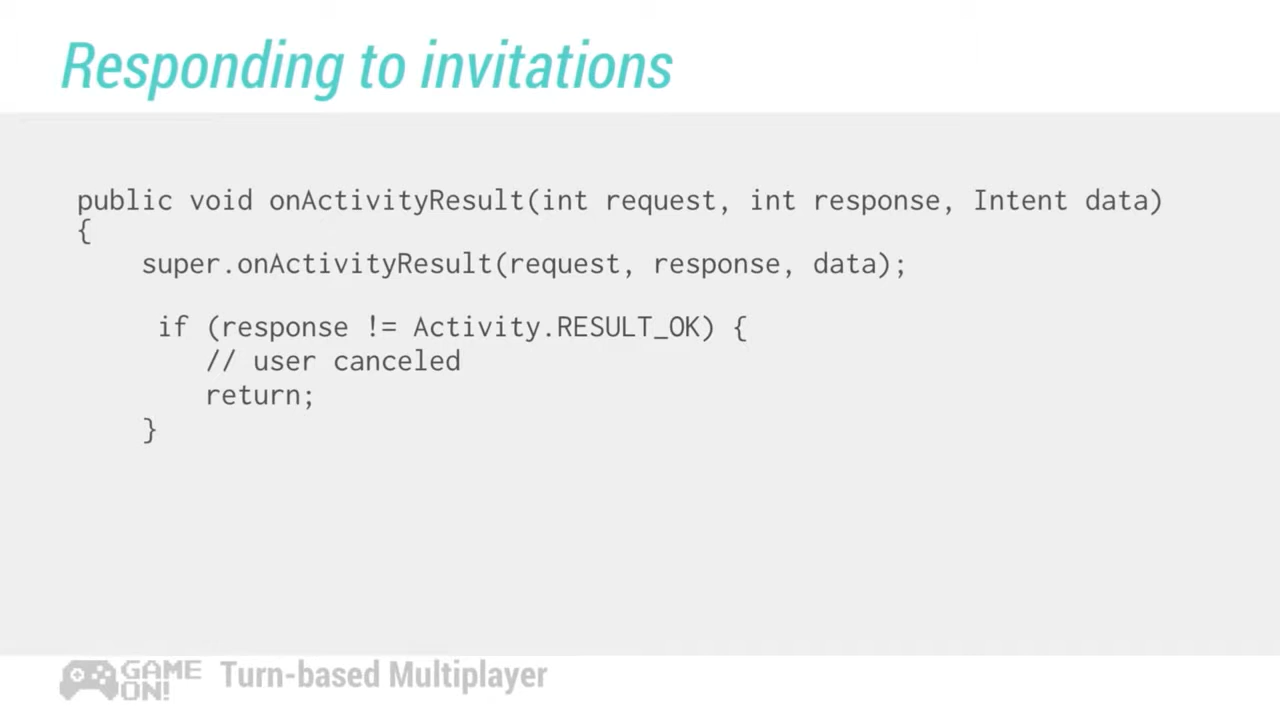 Responding to invitations
public void onActivityResult(int request, int response, Intent data)
{
super.onActivityResult(request, response, data);
if (response != Activity.RESULT_OK) {
// user canceled
return;
}
GAME ON!
Turn-based Multiplayer